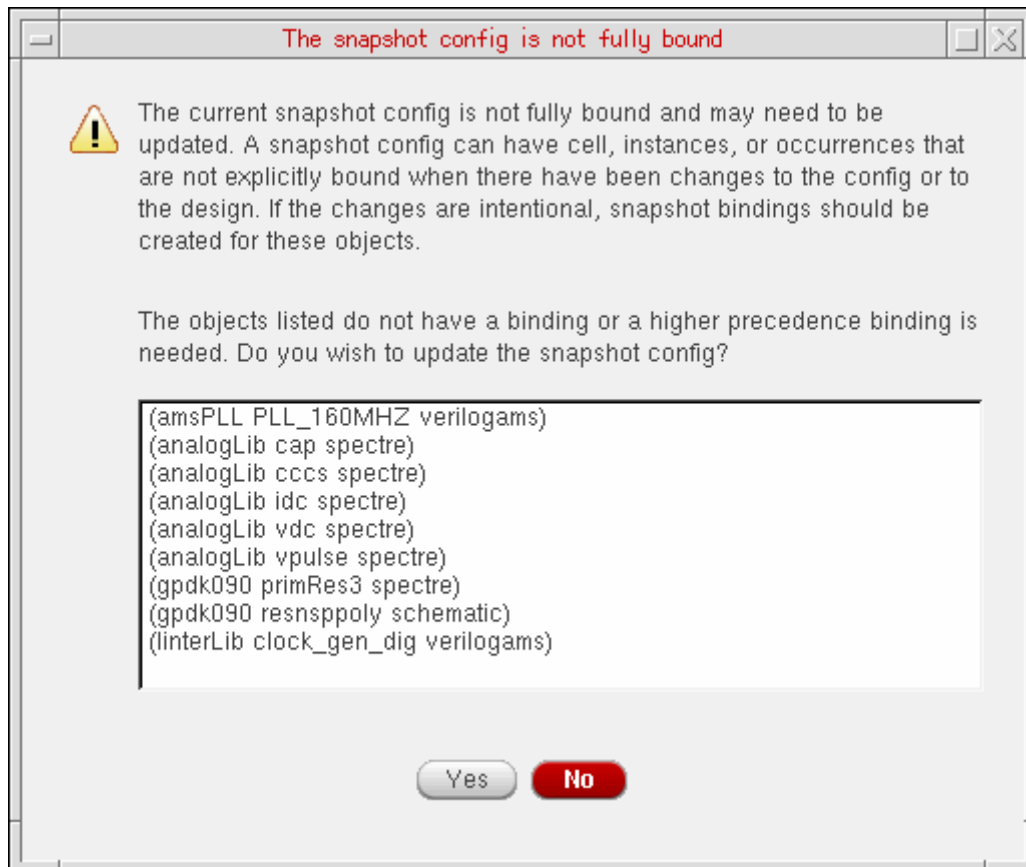 The snapshot config is not fully bound
The current snapshot config is not fully bound and may need to be
updated. A snapshot config can have cell, instances, or occurrences that
are not explicitly bound when there have been changes to the config or to
the design. If the changes are intentional, snapshot bindings should be
created for these objects.
The objects listed do not have a binding or a higher precedence binding is
needed. Do you wish to update the snapshot config?
(amsPLL PLL_160MHZ verilogams)
(analogLib cap spectre)
(analogLib cccs spectre)
(analogLib idc spectre)
(analogLib vdc spectre)
(analogLib vpulse spectre)
(gpdk090 primRes3 spectre)
(gpdk090 resnsppoly schematic)
(linterLib clock_gen_dig verilogams)
Yes No